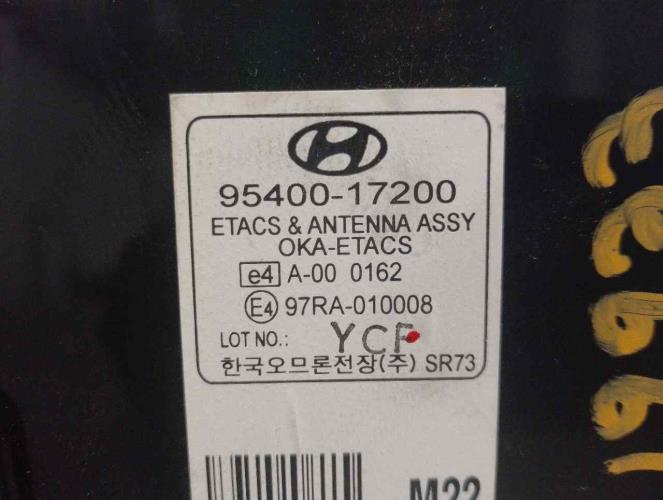 95400-17200
ETACS & ANTENNA ASSY
OKA-ETACS
e4 A-00 0162
E4 97RA-010008
LOT NO.: YCF
한국오므론전장(주) SR73
M22